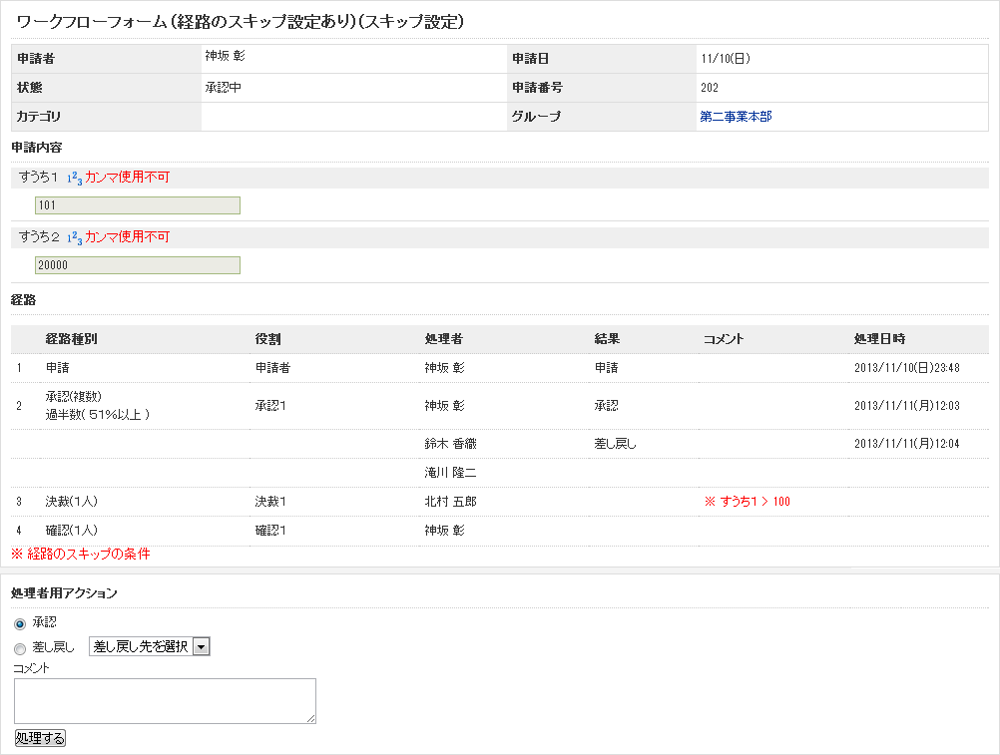 ワークフローフォーム(経路のスキップ設定あり)(スキップ設定)
申請者 神坂 彰 申請日 11/10(日)
状態 承認中 申請番号 202
カテゴリ グループ 第二事業本部
申請内容
すうち1 123 カンマ使用不可
101
すうち2 123 カンマ使用不可
20000
経路
経路種別 役割 処理者 結果 コメント 処理日時
1 申請 申請者 神坂 彰 申請 2013/11/10(日)23:48
2 承認(複数) 過半数( 51%以上 ) 承認1 神坂 彰 承認 2013/11/11(月)12:03
鈴木 香織 差し戻し 2013/11/11(月)12:04
滝川 隆二
3 決裁(1人) 決裁1 北村 五郎 ※ すうち1 > 100
4 確認(1人) 確認1 神坂 彰
※ 経路のスキップの条件
処理者用アクション
承認
差し戻し 差し戻し先を選択
コメント
処理する